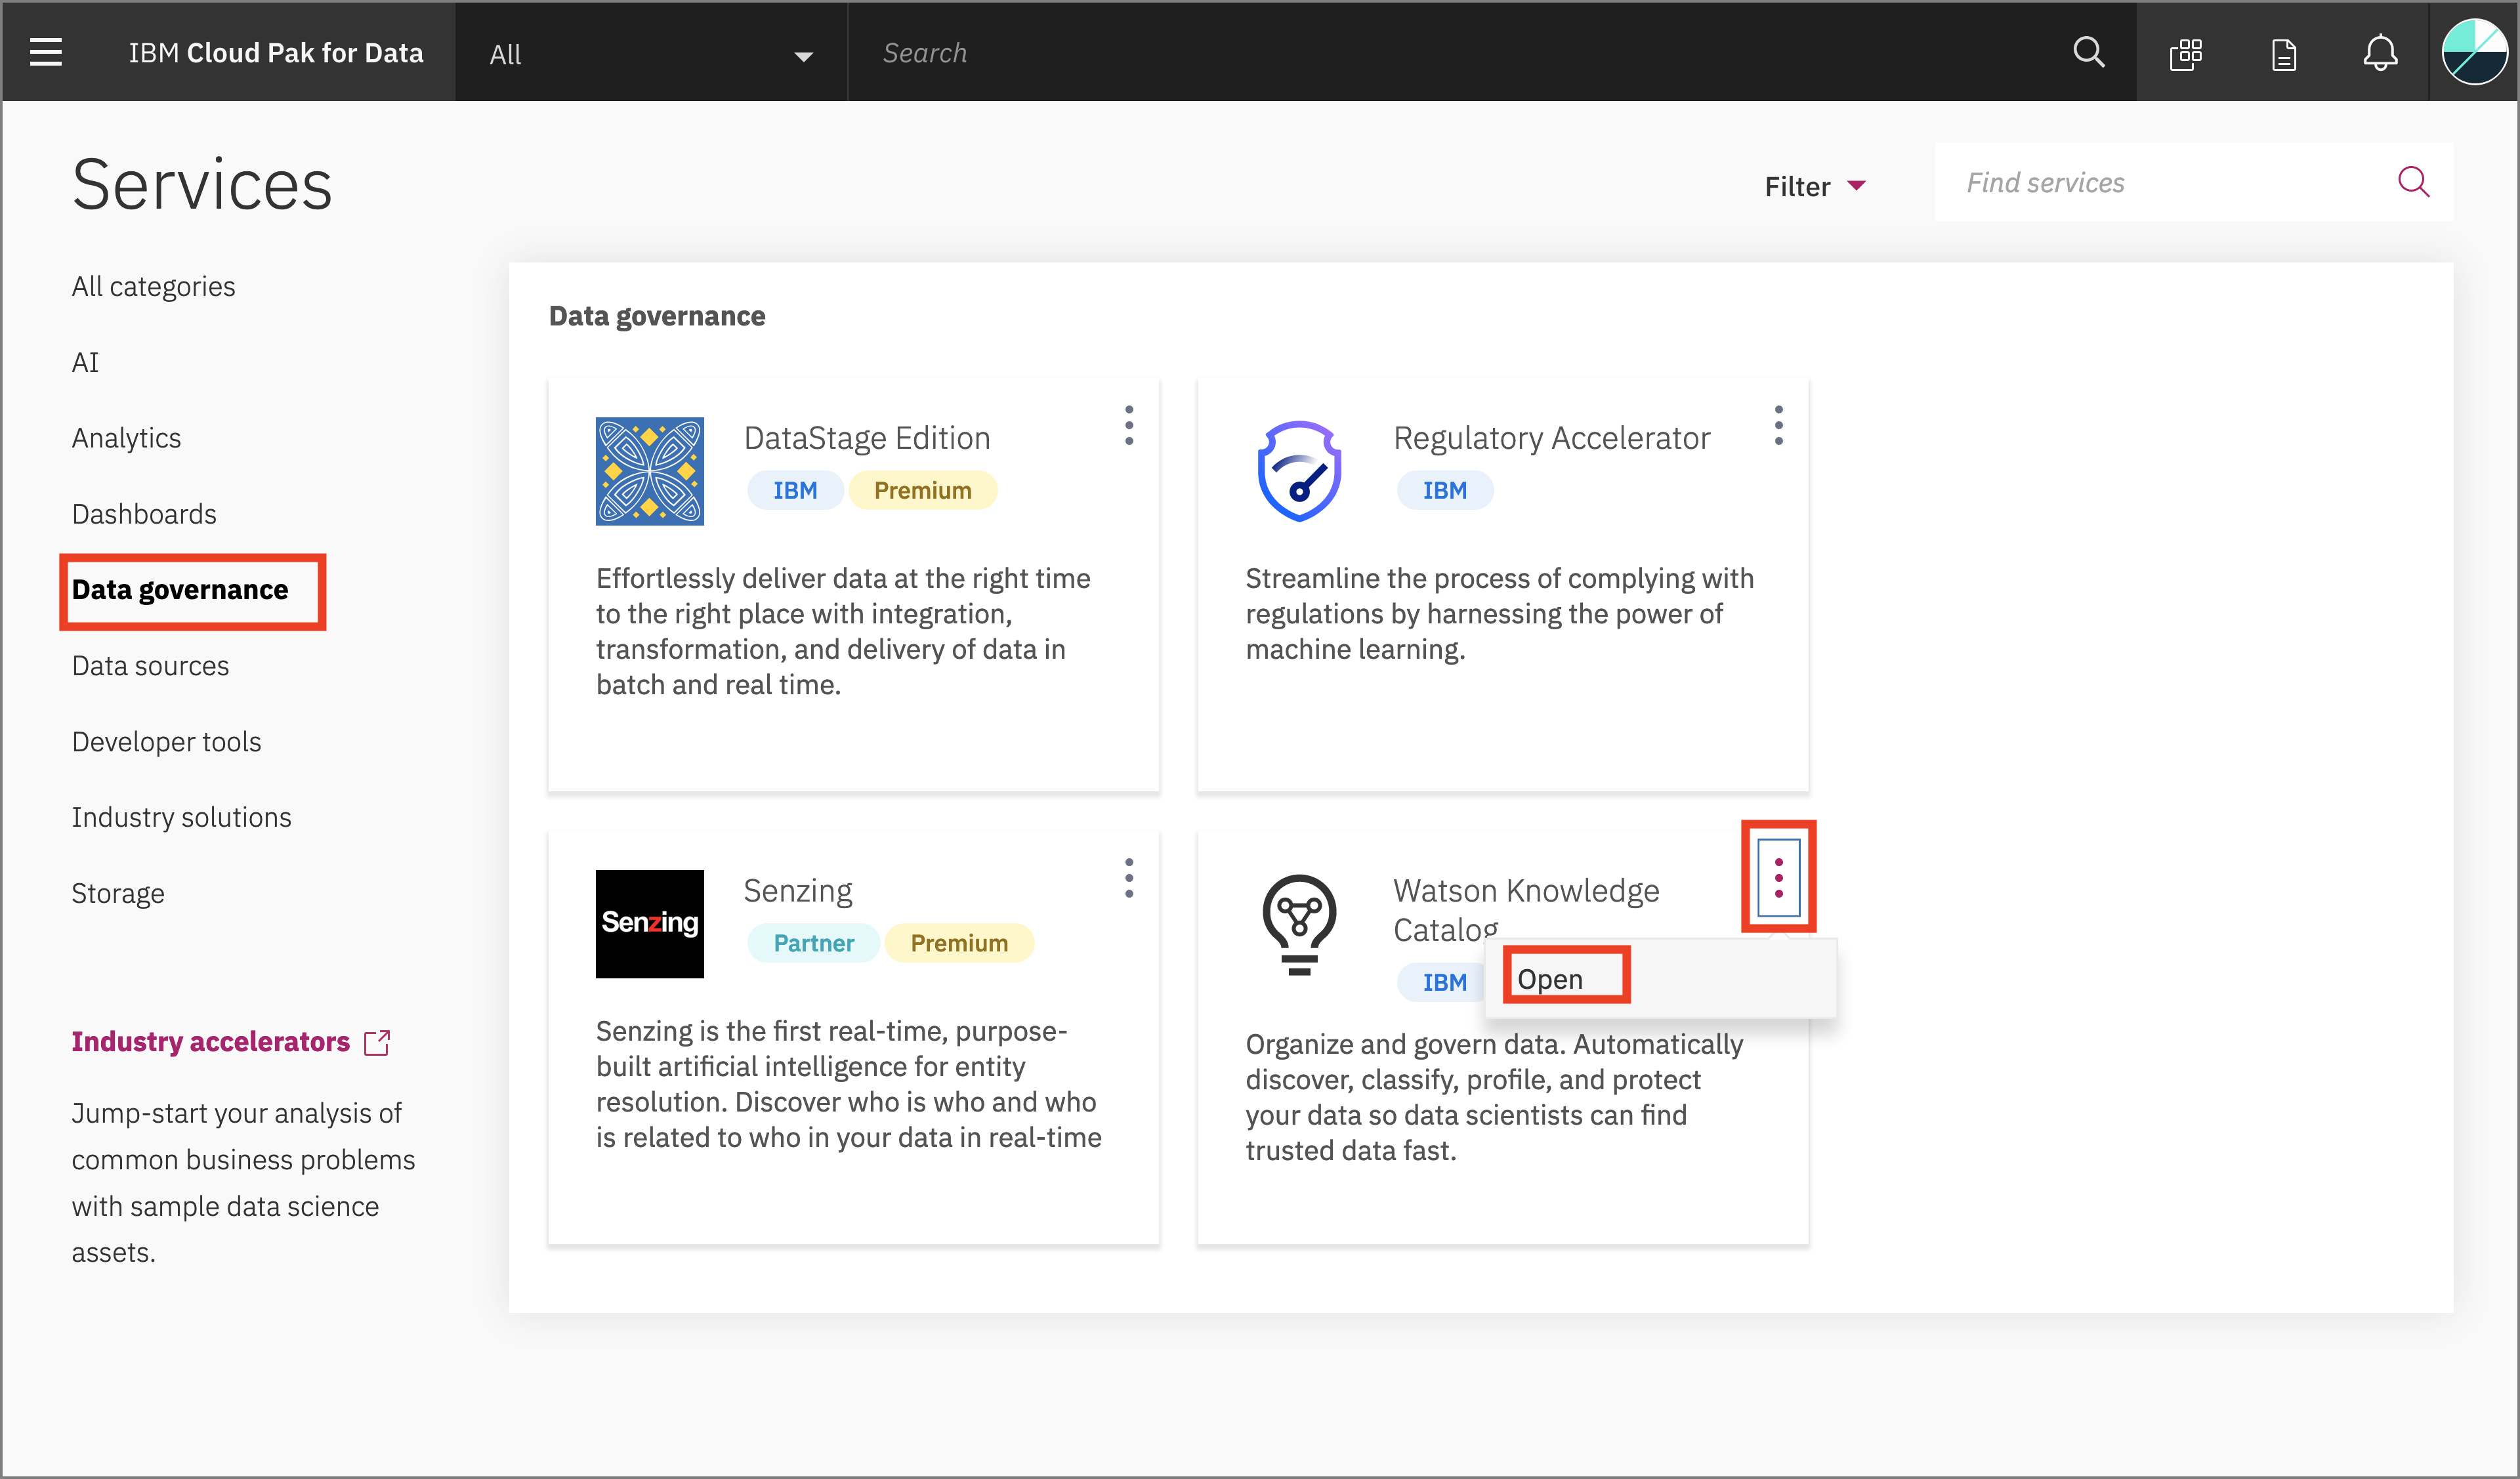 IBM Cloud Pak for Data
All
Search
Services
Filter
Find services
All categories
AI
Analytics
Dashboards
Data governance
Data sources
Developer tools
Industry solutions
Storage
Industry accelerators
Jump-start your analysis of
common business problems
with sample data science
assets.
Data governance
DataStage Edition
IBM
Premium
Effortlessly deliver data at the right time
to the right place with integration,
transformation, and delivery of data in
batch and real time.
Regulatory Accelerator
IBM
Streamline the process of complying with
regulations by harnessing the power of
machine learning.
Senzing
Senzing
Partner
Premium
Senzing is the first real-time, purpose-
built artificial intelligence for entity
resolution. Discover who is who and who
is related to who in your data in real-time
Watson Knowledge
Catalog
IBM
Open
Organize and govern data. Automatically
discover, classify, profile, and protect
your data so data scientists can find
trusted data fast.